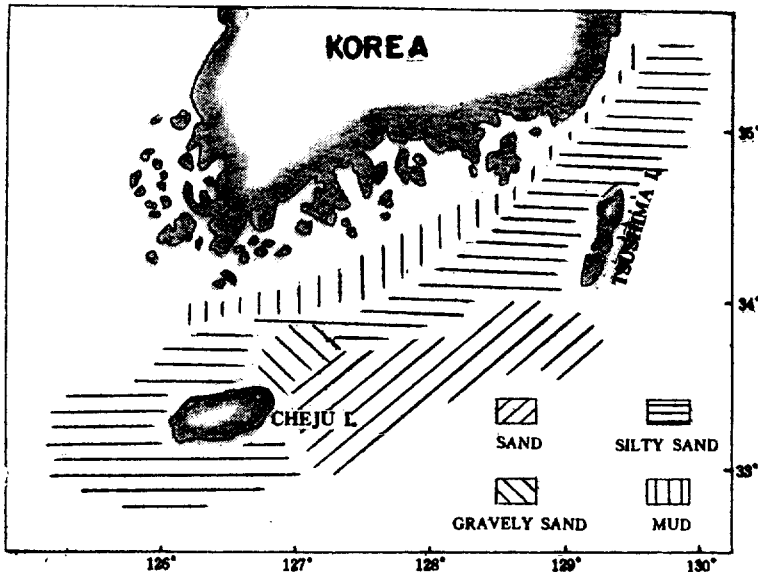 KOREA
35°
TSUSHIMA I.
34°
CHEJU I.
SAND
SILTY SAND
33°
GRAVELY SAND
MUD
126°
127°
128°
129°
130°